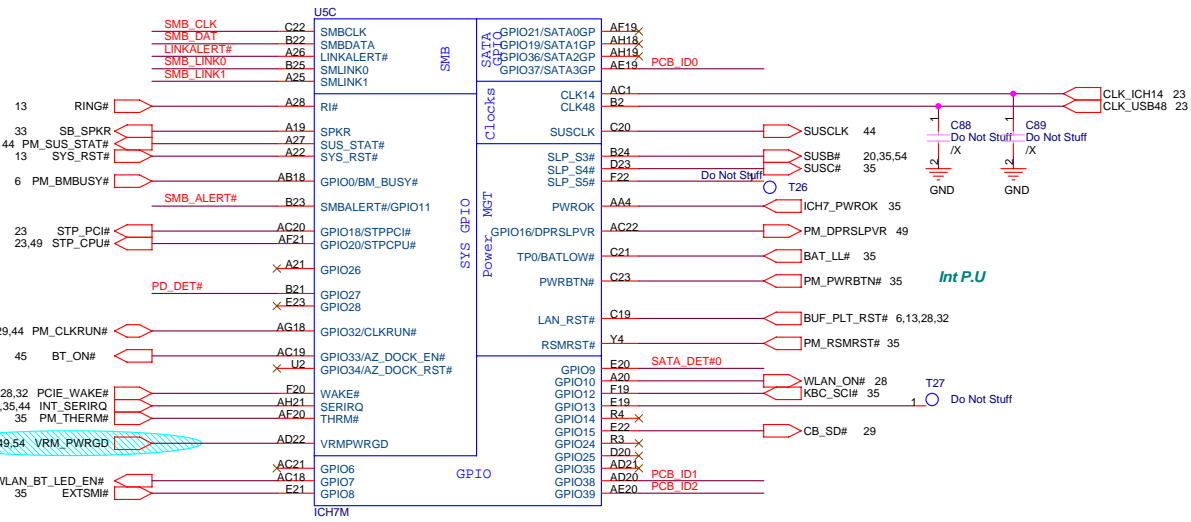 U5C
SMB_CLK C22 SMBCLK
SMB_DAT B22 SMBDATA
LINKALERT# A26 LINKALERT#
SMB_LINK0 B25 SMLINK0
SMB_LINK1 A25 SMLINK1
SMB
SATA
GPIO
GPIO21/SATA0GP AF19
GPIO19/SATA1GP AH18
GPIO36/SATA2GP AH19
GPIO37/SATA3GP AE19 PCB_ID0
Clocks
CLK14 AC1 CLK_ICH14 23
CLK48 B2 CLK_USB48 23
13 RING# A28 RI#
33 SB_SPKR A19 SPKR
44 PM_SUS_STAT# A27 SUS_STAT#
13 SYS_RST# A22 SYS_RST#
6 PM_BMBUSY# AB18 GPIO0/BM_BUSY#
SMB_ALERT# B23 SMBALERT#/GPIO11
23 STP_PCI# AC20 GPIO18/STPPCI#
23,49 STP_CPU# AF21 GPIO20/STPCPU#
A21 GPIO26
PD_DET# B21 GPIO27
E23 GPIO28
29,44 PM_CLKRUN# AG18 GPIO32/CLKRUN#
45 BT_ON# AC19 GPIO33/AZ_DOCK_EN#
U2 GPIO34/AZ_DOCK_RST#
28,32 PCIE_WAKE# F20 WAKE#
,35,44 INT_SERIRQ AH21 SERIRQ
35 PM_THERM# AF20 THRM#
49,54 VRM_PWRGD AD22 VRMPWRGD
AC21 GPIO6
WLAN_BT_LED_EN# AC18 GPIO7
35 EXTSMI# E21 GPIO8
SYS GPIO
Power MGT
GPIO
SUSCLK C20 SUSCLK 44
SLP_S3# B24 SUSB# 20,35,54
SLP_S4# D23 SUSC# 35
SLP_S5# F22 Do Not Stuff T26
PWROK AA4 ICH7_PWROK 35
GPIO16/DPRSLPVR AC22 PM_DPRSLPVR 49
TP0/BATLOW# C21 BAT_LL# 35
PWRBTN# C23 PM_PWRBTN# 35
Int P.U
LAN_RST# C19 BUF_PLT_RST# 6,13,28,32
RSMRST# Y4 PM_RSMRST# 35
GPIO9 E20 SATA_DET#0
GPIO10 A20 WLAN_ON# 28
GPIO12 F19 KBC_SCI# 35
GPIO13 E19 1 T27 Do Not Stuff
GPIO14 R4
GPIO15 E22 CB_SD# 29
GPIO24 R3
GPIO25 D20
GPIO35 AD21
GPIO38 AD20 PCB_ID1
GPIO39 AE20 PCB_ID2
1 C88 Do Not Stuff /X 2 GND
1 C89 Do Not Stuff /X 2 GND
ICH7M